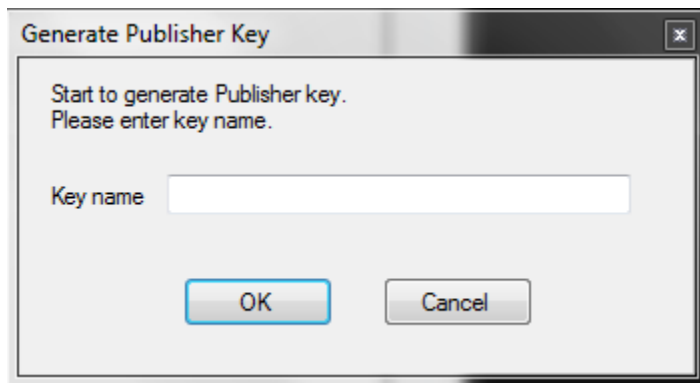 Generate Publisher Key
Start to generate Publisher key.
Please enter key name.
Key name
OK
Cancel